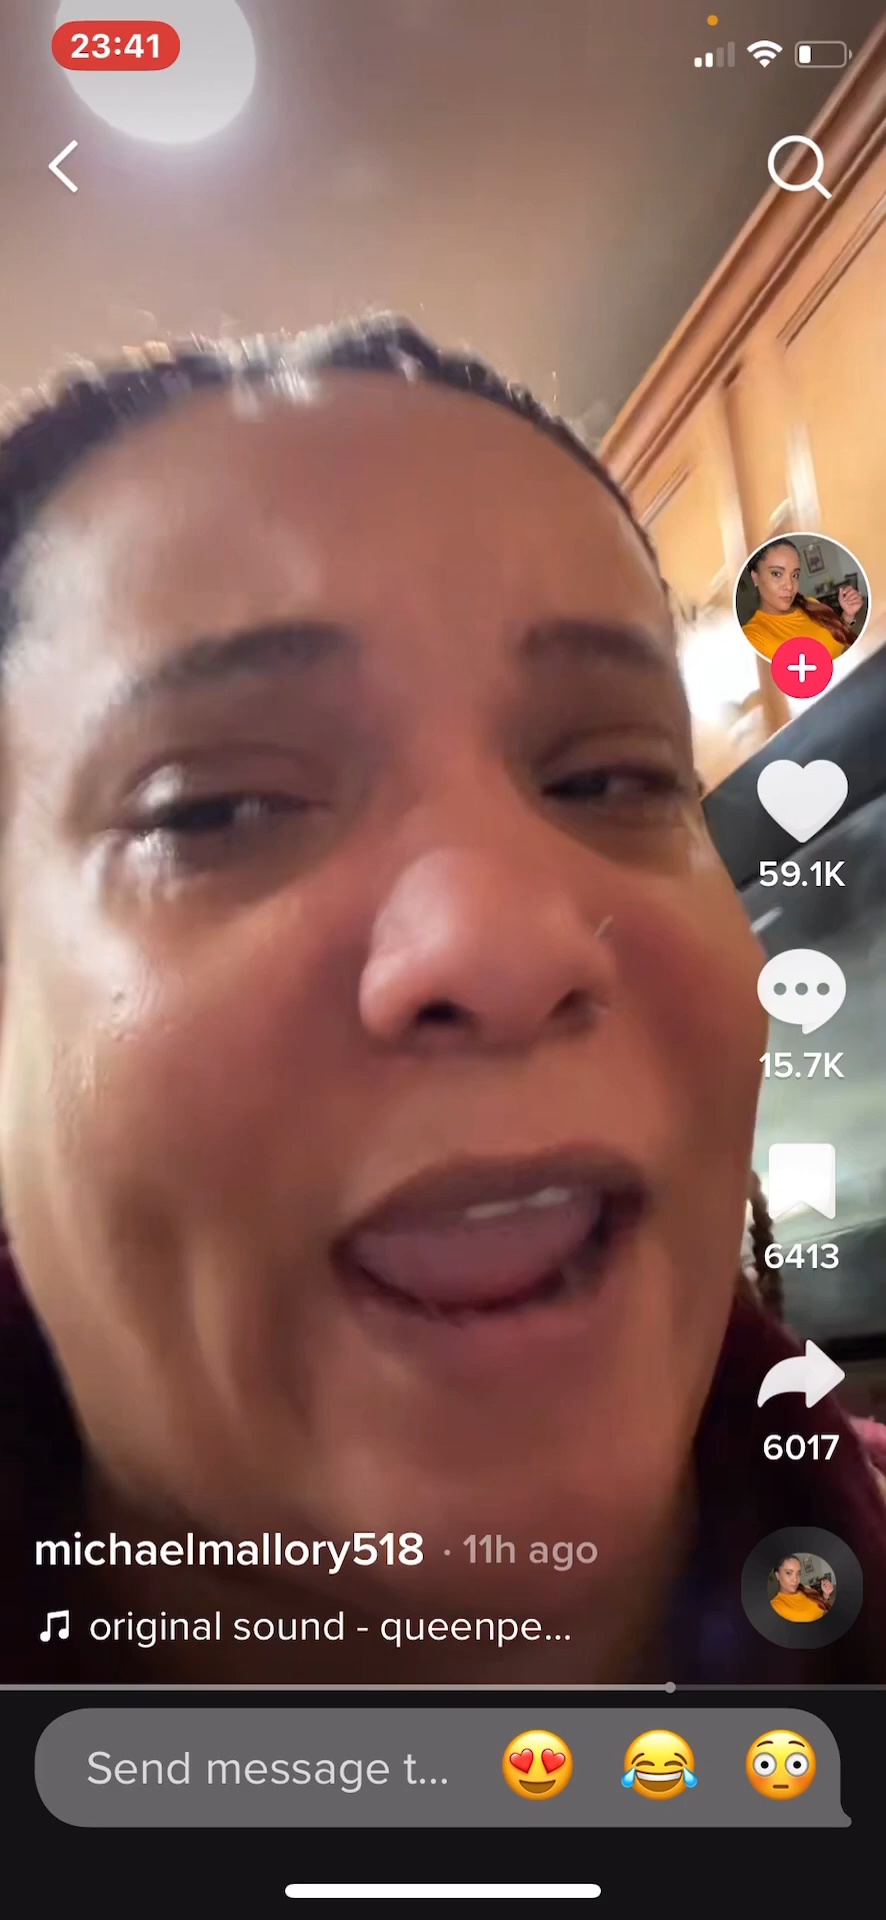 23:41
59.1K
15.7K
6413
6017
michaelmallory518 · 11h ago
original sound - queenpe...
Send message t...